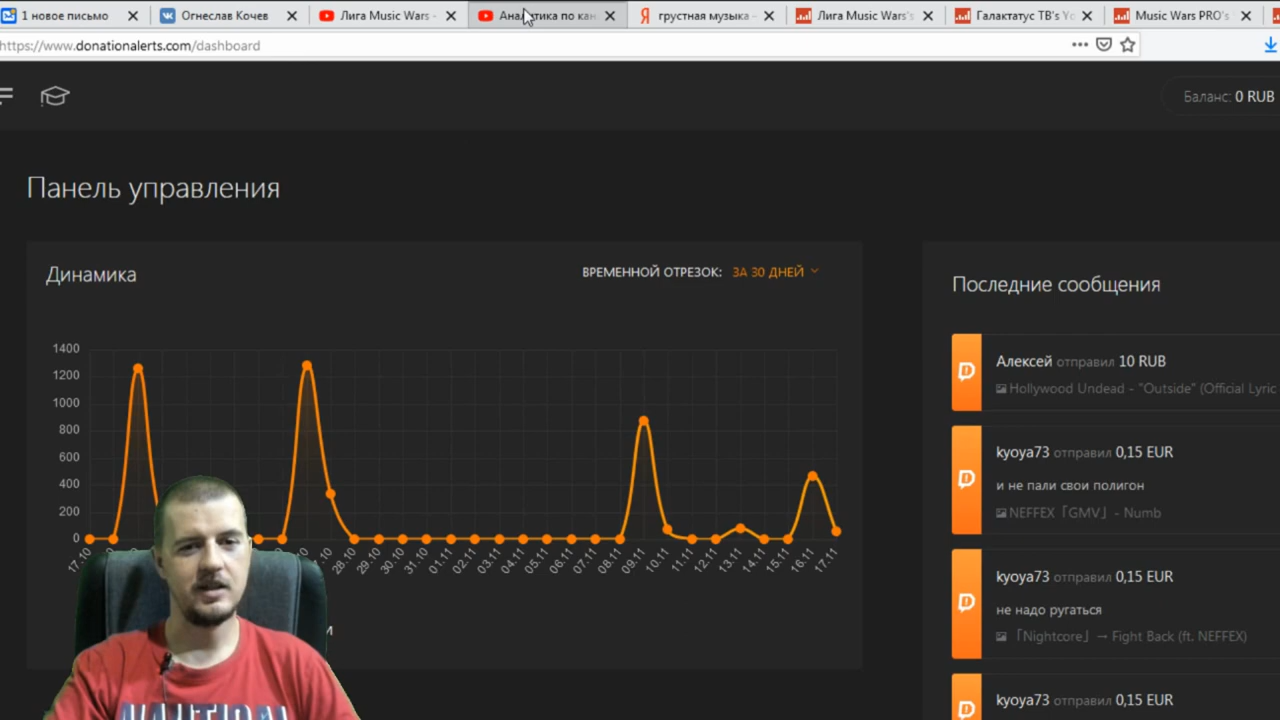 1 новое письмо
Огнеслав Кочев
Лига Music Wars -
Аналитика по кан
грустная музыка –
Лига Music Wars's
Галактатус ТВ's Yo
Music Wars PRO's
https://www.donationalerts.com/dashboard
Баланс: 0 RUB
Панель управления
Динамика
ВРЕМЕННОЙ ОТРЕЗОК: ЗА 30 ДНЕЙ
1400
1200
1000
800
600
400
200
0
17.10
28.10
29.10
30.10
31.10
01.11
02.11
03.11
04.11
05.11
06.11
07.11
08.11
09.11
10.11
11.11
12.11
13.11
14.11
15.11
16.11
17.11
Последние сообщения
Алексей отправил 10 RUB
Hollywood Undead - "Outside" (Official Lyric
kyoya73 отправил 0,15 EUR
и не пали свои полигон
NEFFEX「GMV」- Numb
kyoya73 отправил 0,15 EUR
не надо ругаться
「Nightcore」→ Fight Back (ft. NEFFEX)
kyoya73 отправил 0,15 EUR
NAUTICAL